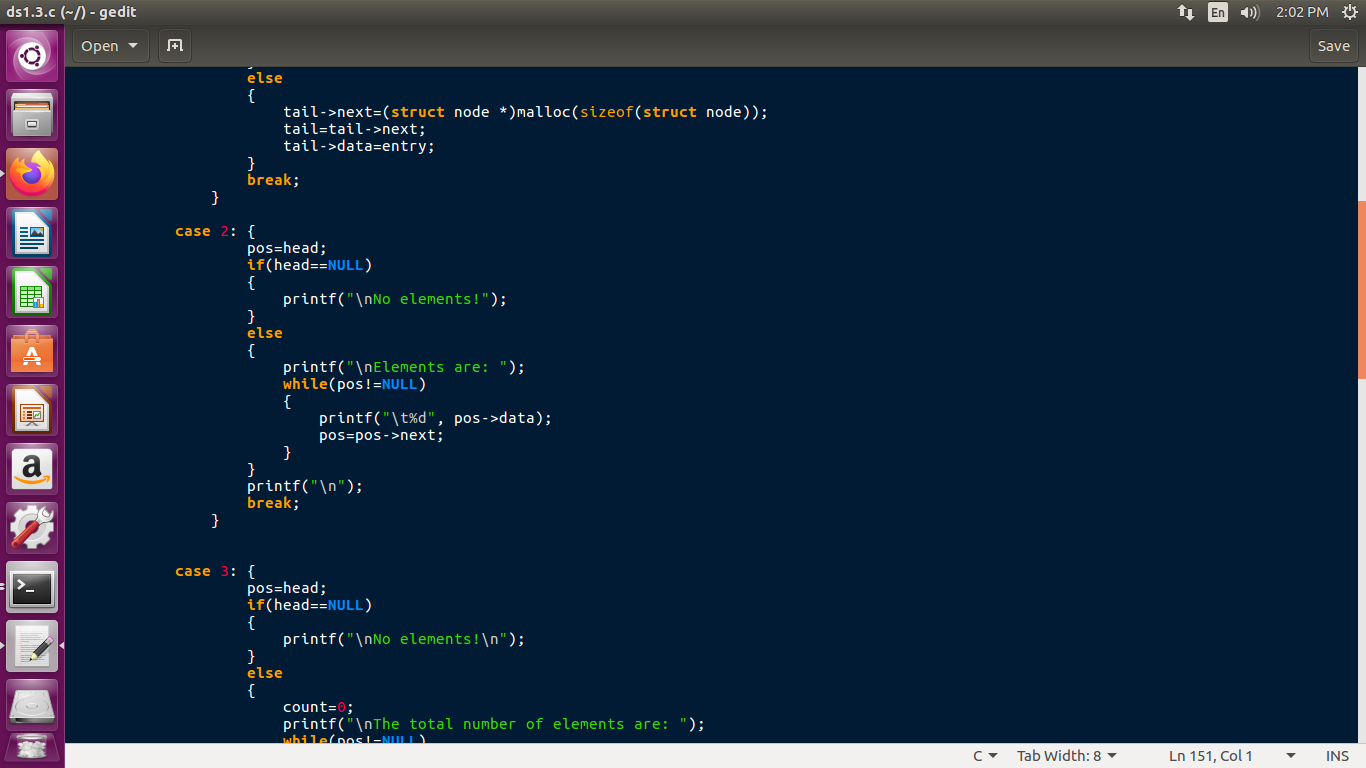 ds1.3.c (~/) - gedit
En
2:02 PM
Open
Save
else
{
tail->next=(struct node *)malloc(sizeof(struct node));
tail=tail->next;
tail->data=entry;
}
break;
}
case 2: {
pos=head;
if(head==NULL)
{
printf("\nNo elements!");
}
else
{
printf("\nElements are: ");
while(pos!=NULL)
{
printf("\t%d", pos->data);
pos=pos->next;
}
}
printf("\n");
break;
}
case 3: {
pos=head;
if(head==NULL)
{
printf("\nNo elements!\n");
}
else
{
count=0;
printf("\nThe total number of elements are: ");
while(pos!=NULL)
C
Tab Width: 8
Ln 151, Col 1
INS